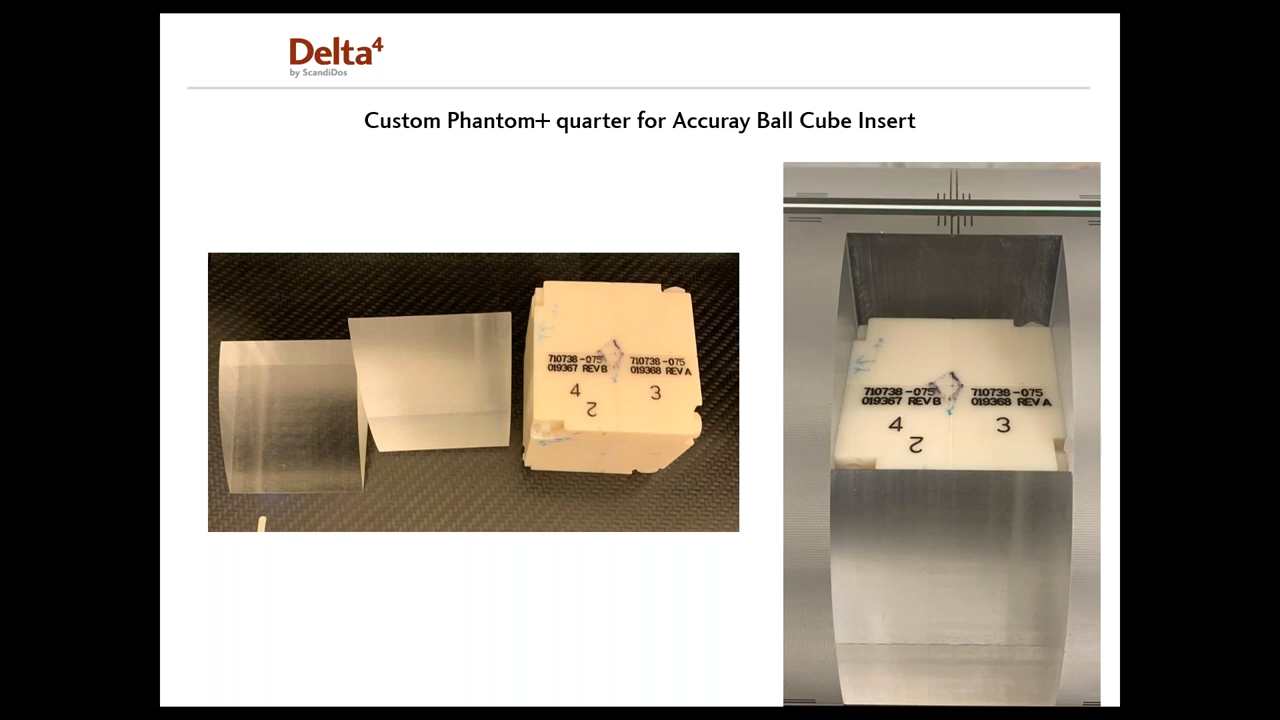 Delta4
by ScandiDos
Custom Phantom+ quarter for Accuray Ball Cube Insert
710738-075
019367 REV B
710738-075
019368 REV A
4
3
2
710738-075
019367 REV B
710738-075
019368 REV A
4
3
2